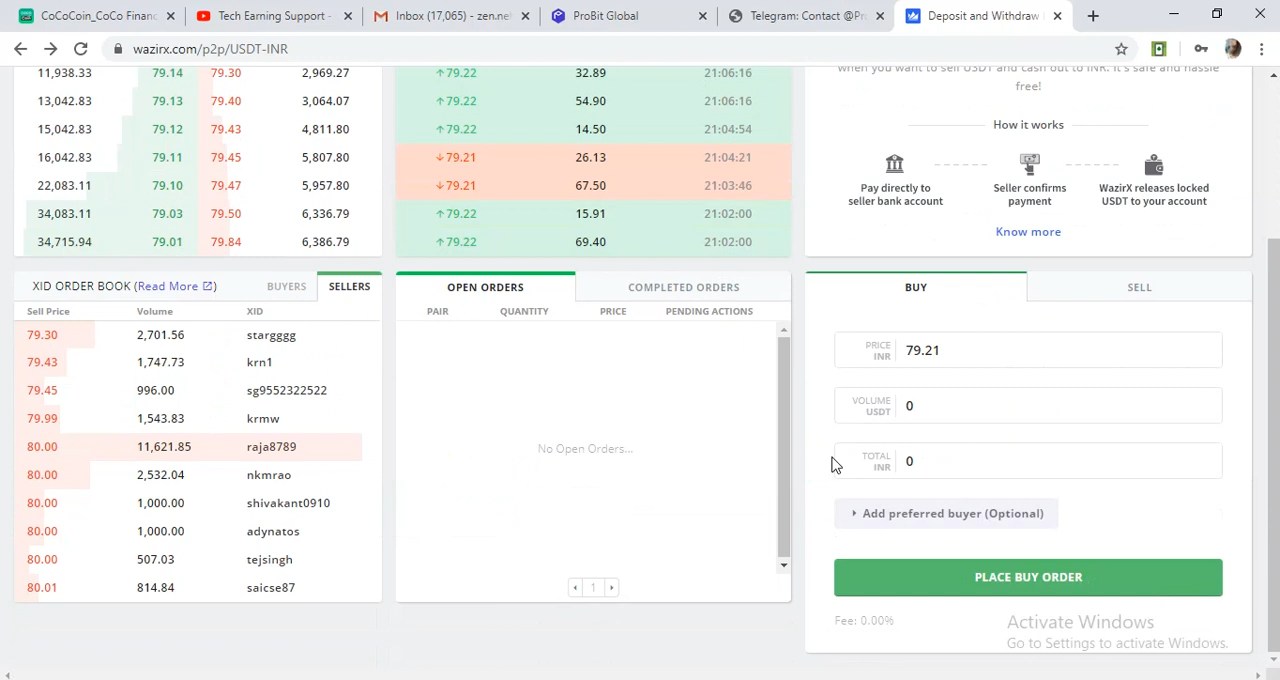 CoCoCoin_CoCo Financ
Tech Earning Support -
Inbox (17,065) - zen.net
ProBit Global
Telegram: Contact @Pr
Deposit and Withdraw
wazirx.com/p2p/USDT-INR
11,938.33 79.14 79.30 2,969.27
13,042.83 79.13 79.40 3,064.07
15,042.83 79.12 79.43 4,811.80
16,042.83 79.11 79.45 5,807.80
22,083.11 79.10 79.47 5,957.80
34,083.11 79.03 79.50 6,336.79
34,715.94 79.01 79.84 6,386.79
↑79.22 32.89 21:06:16
↑79.22 54.90 21:06:16
↑79.22 14.50 21:04:54
↓79.21 26.13 21:04:21
↓79.21 67.50 21:03:46
↑79.22 15.91 21:02:00
↑79.22 69.40 21:02:00
when you want to sell USDT and cash out to INR. It's safe and hassle
free!
How it works
Pay directly to
seller bank account
Seller confirms
payment
WazirX releases locked
USDT to your account
Know more
XID ORDER BOOK (Read More) BUYERS SELLERS
Sell Price Volume XID
79.30 2,701.56 stargggg
79.43 1,747.73 krn1
79.45 996.00 sg9552322522
79.99 1,543.83 krmw
80.00 11,621.85 raja8789
80.00 2,532.04 nkmrao
80.00 1,000.00 shivakant0910
80.00 1,000.00 adynatos
80.00 507.03 tejsingh
80.01 814.84 saicse87
OPEN ORDERS COMPLETED ORDERS
PAIR QUANTITY PRICE PENDING ACTIONS
No Open Orders...
1
BUY SELL
PRICE
INR 79.21
VOLUME
USDT 0
TOTAL
INR 0
Add preferred buyer (Optional)
PLACE BUY ORDER
Fee: 0.00%
Activate Windows
Go to Settings to activate Windows.